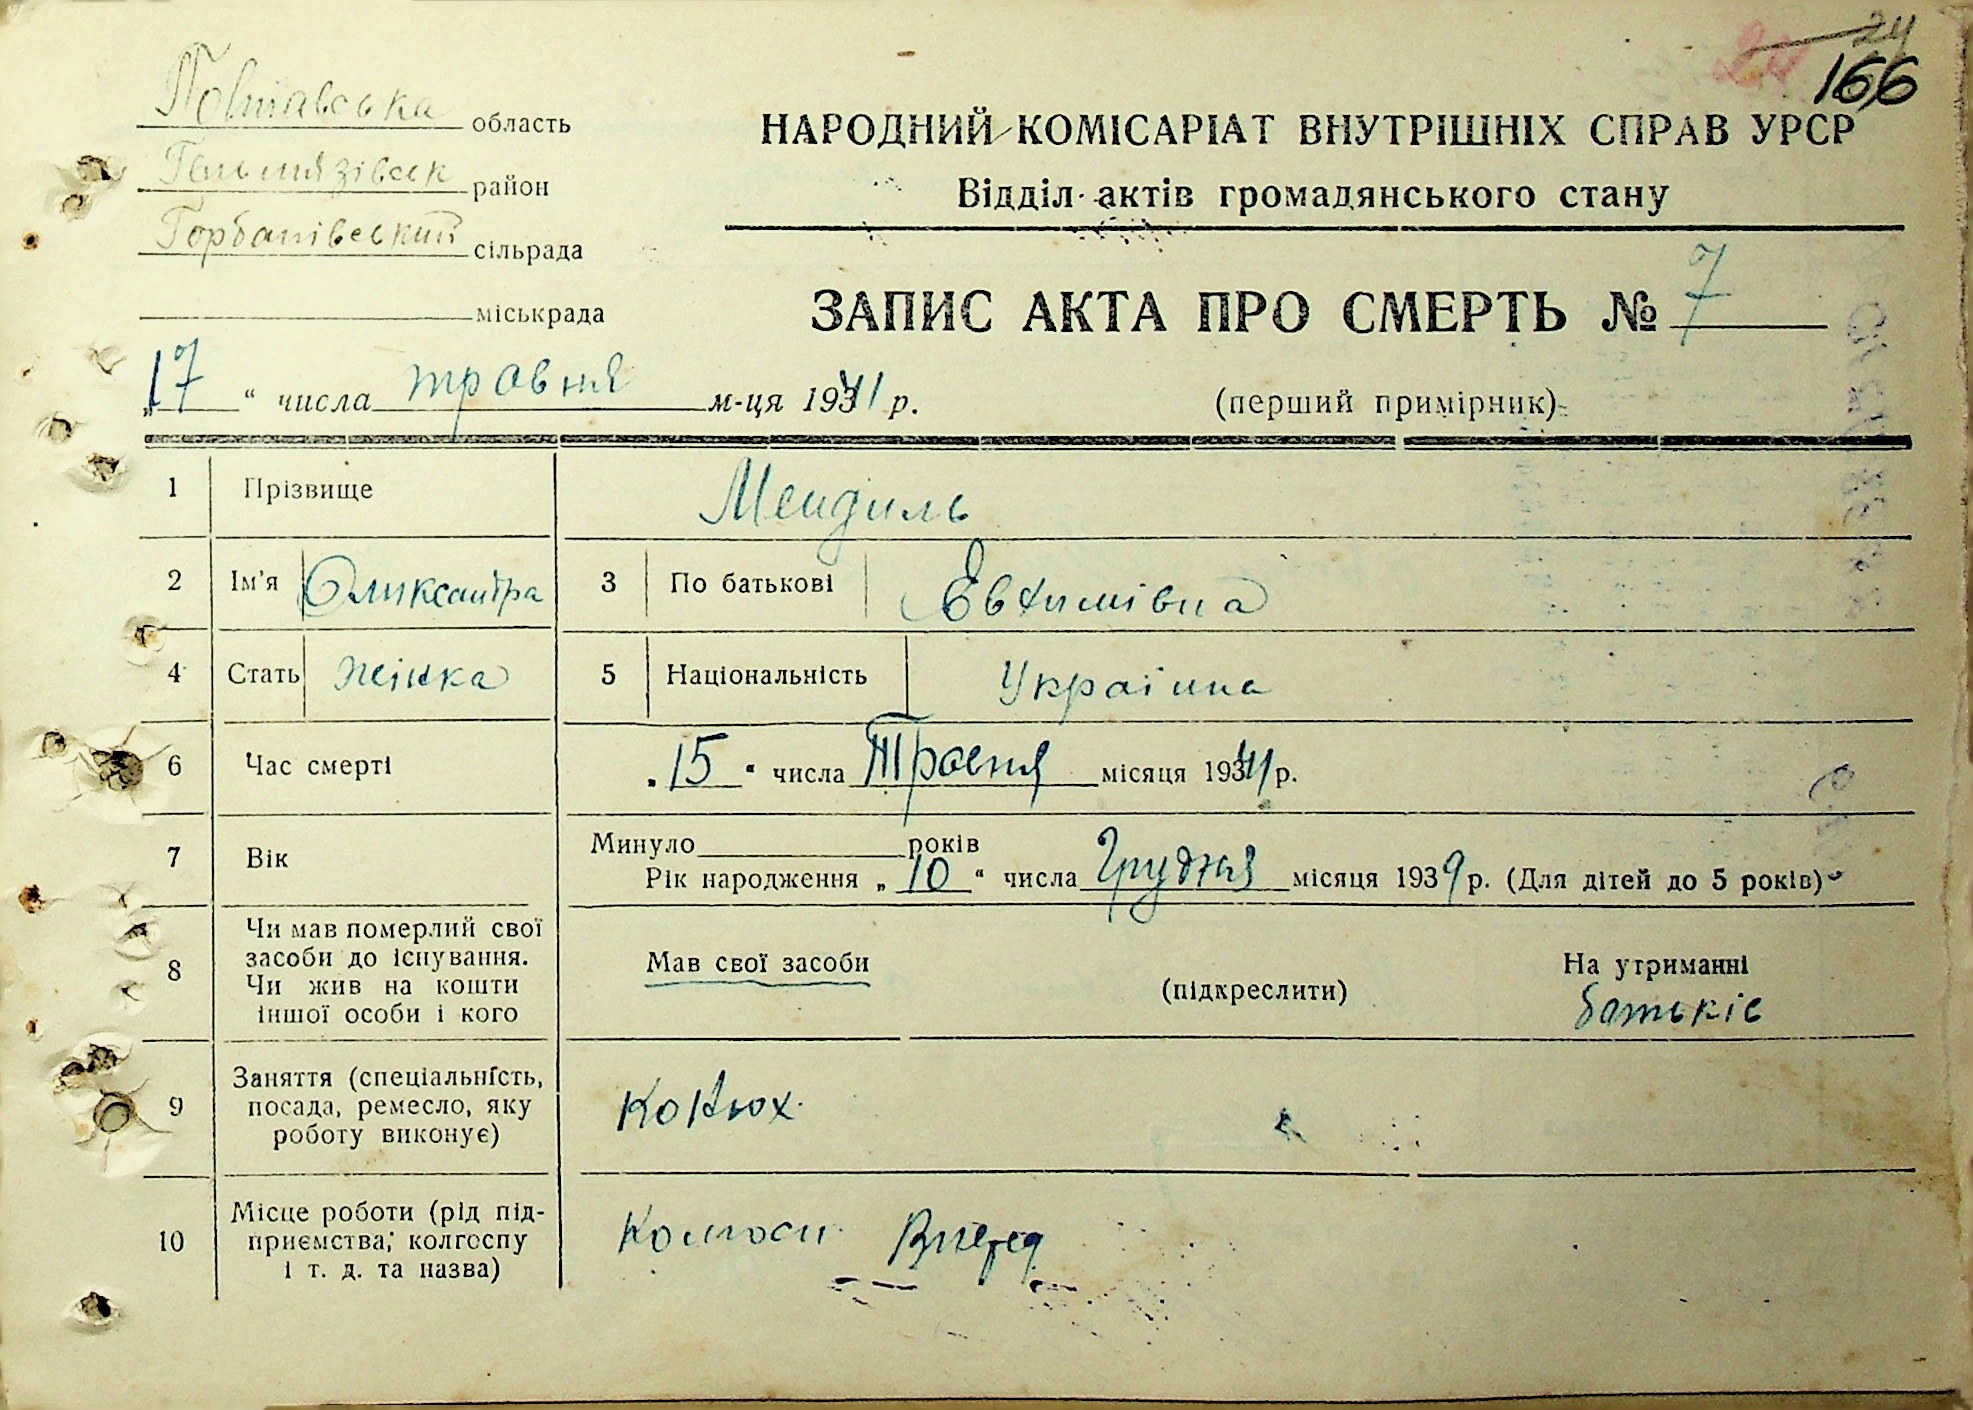 24
166
Полтавська область
Гельмязівськ район
Горбанівський сільрада
міськрада
НАРОДНИЙ КОМІСАРІАТ ВНУТРІШНІХ СПРАВ УРСР
Відділ актів громадянського стану
ЗАПИС АКТА ПРО СМЕРТЬ № 7
„17“ числа травня м-ця 1941 р.
(перший примірник)
1 Прізвище Мендиль
2 Ім'я Оликсантра 3 По батькові Евхимівна
4 Стать жінка 5 Національність Украіна
6 Час смерті „15“ числа Травня місяця 1941 р.
7 Вік Минуло років
Рік народження „10“ числа Грудня місяця 1939 р. (Для дітей до 5 років)
8 Чи мав померлий свої засоби до існування. Чи жив на кошти іншої особи і кого
Мав свої засоби (підкреслити) На утриманні
батьків
9 Заняття (спеціальність, посада, ремесло, яку роботу виконує) Конюх
10 Місце роботи (рід підприємства, колгоспу і т. д. та назва) Колгосп Вперед